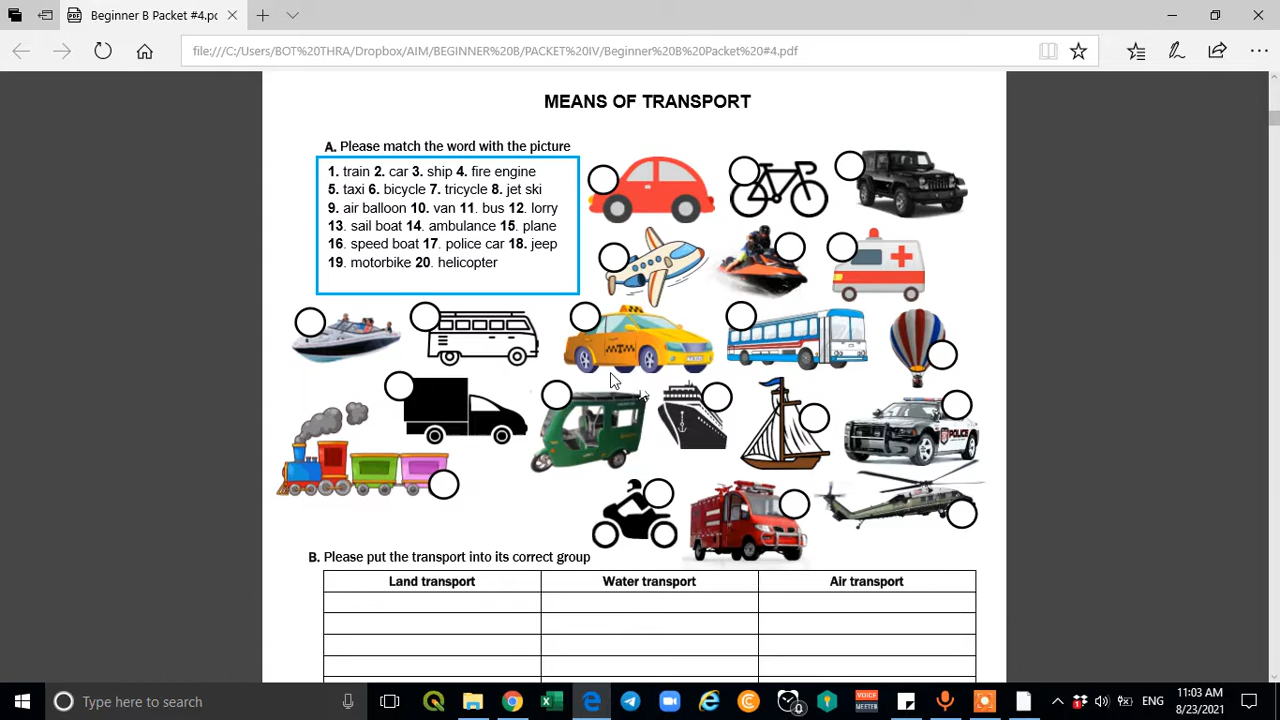 Beginner B Packet #4.pdf
file:///C:/Users/BOT%20THRA/Dropbox/AIM/BEGINNER%20B/PACKET%20IV/Beginner%20B%20Packet%20#4.pdf
MEANS OF TRANSPORT
A. Please match the word with the picture
1. train 2. car 3. ship 4. fire engine
5. taxi 6. bicycle 7. tricycle 8. jet ski
9. air balloon 10. van 11. bus 12. lorry
13. sail boat 14. ambulance 15. plane
16. speed boat 17. police car 18. jeep
19. motorbike 20. helicopter
POLICE
B. Please put the transport into its correct group
Land transport Water transport Air transport
Type here to search
VOICE
MEETER
ENG
11:03 AM
8/23/2021